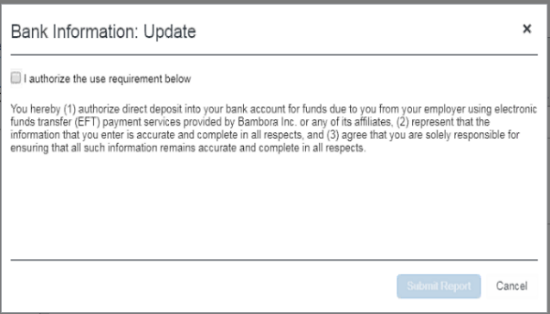 Bank Information: Update
×
I authorize the use requirement below
You hereby (1) authorize direct deposit into your bank account for funds due to you from your employer using electronic
funds transfer (EFT) payment services provided by Bambora Inc. or any of its affiliates, (2) represent that the
information that you enter is accurate and complete in all respects, and (3) agree that you are solely responsible for
ensuring that all such information remains accurate and complete in all respects.
Submit Report Cancel